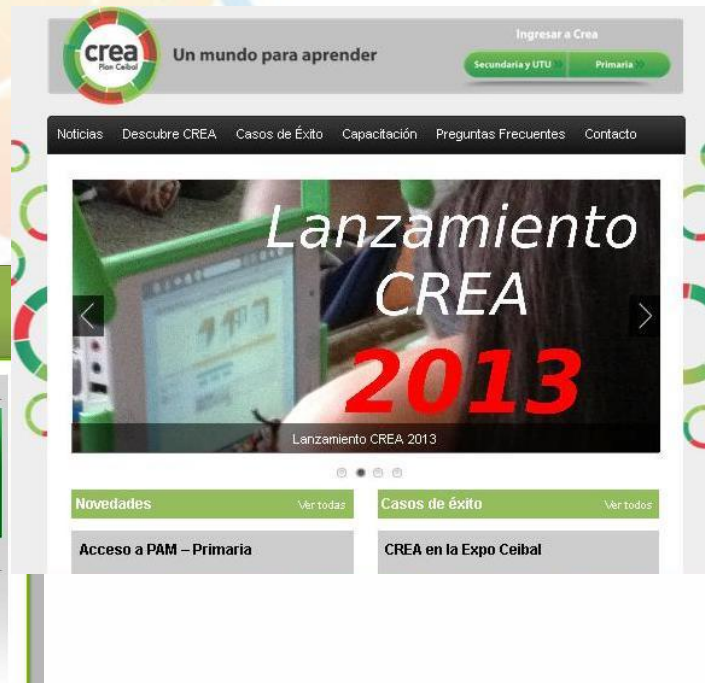 crea
Plan Ceibal
Un mundo para aprender
Ingresar a Crea
Secundaria y UTU
Primaria
Noticias Descubre CREA Casos de Éxito Capacitación Preguntas Frecuentes Contacto
Lanzamiento
CREA
2013
Lanzamiento CREA 2013
Novedades Ver todas
Casos de éxito Ver todos
Acceso a PAM – Primaria
CREA en la Expo Ceibal